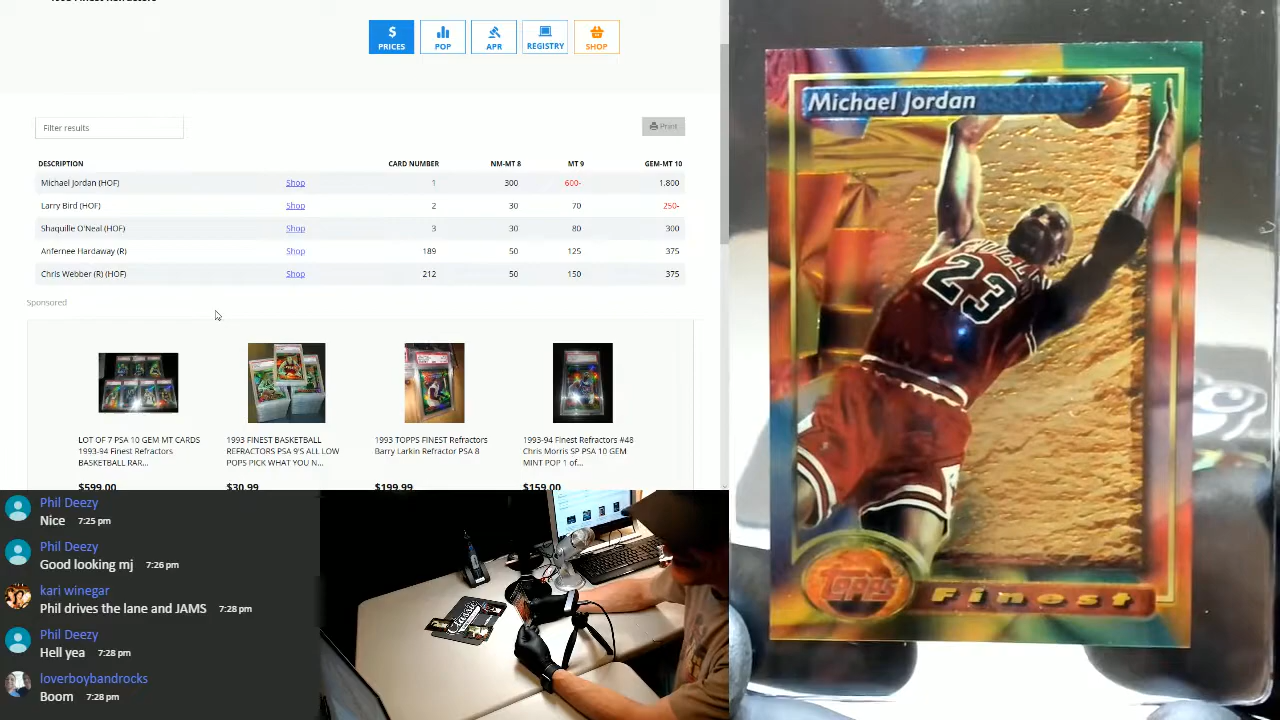 PRICES
POP
APR
REGISTRY
SHOP
Filter results
Print
DESCRIPTION CARD NUMBER NM-MT 8 MT 9 GEM-MT 10
Michael Jordan (HOF) Shop 1 300 600- 1,800
Larry Bird (HOF) Shop 2 30 70 250-
Shaquille O'Neal (HOF) Shop 3 30 80 300
Anfernee Hardaway (R) Shop 189 50 125 375
Chris Webber (R) (HOF) Shop 212 50 150 375
Sponsored
LOT OF 7 PSA 10 GEM MT CARDS
1993-94 Finest Refractors
BASKETBALL RAR...
$599.00
1993 FINEST BASKETBALL
REFRACTORS PSA 9'S ALL LOW
POPS PICK WHAT YOU N...
$30.99
1993 TOPPS FINEST Refractors
Barry Larkin Refractor PSA 8
$199.99
1993-94 Finest Refractors #48
Chris Morris SP PSA 10 GEM
MINT POP 1 of...
$159.00
Phil Deezy
Nice 7:25 pm
Phil Deezy
Good looking mj 7:26 pm
kari winegar
Phil drives the lane and JAMS 7:28 pm
Phil Deezy
Hell yea 7:28 pm
loverboybandrocks
Boom 7:28 pm
Michael Jordan
23
Topps
Finest